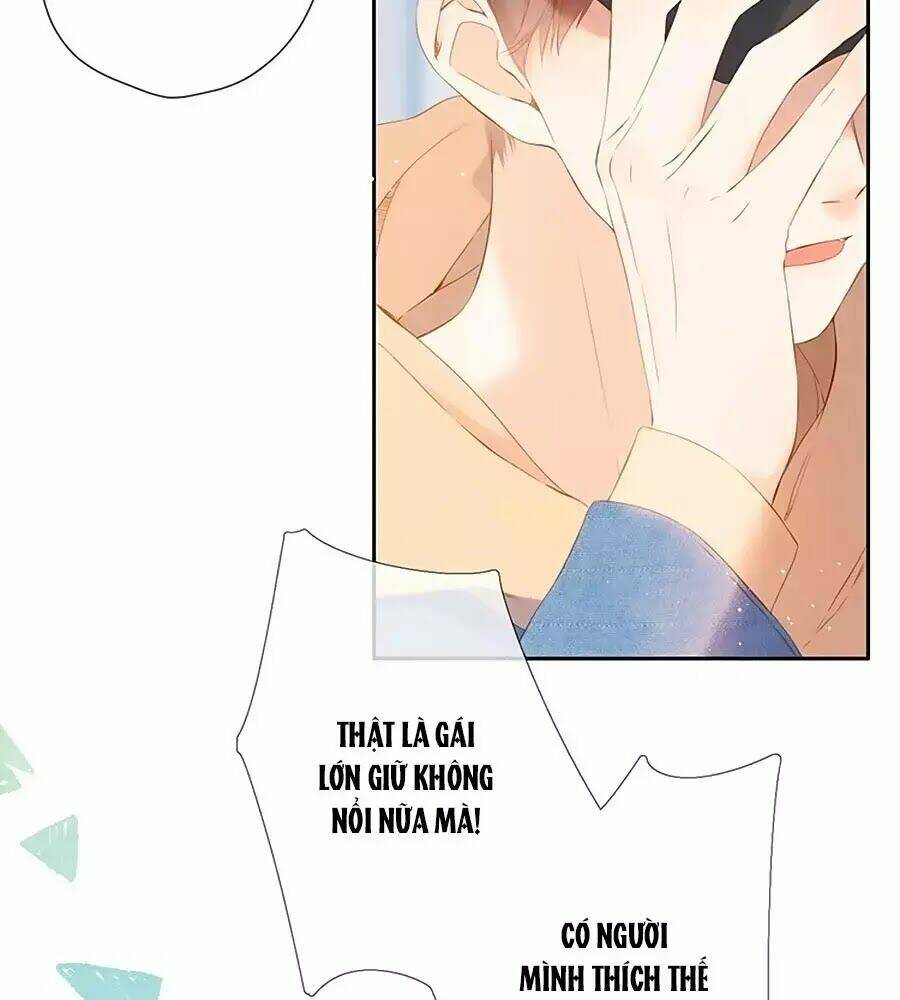 THẬT LÀ GÁI
LỚN GIỮ KHÔNG
NỔI NỮA MÀ!
CÓ NGƯỜI
MÌNH THÍCH THẾ